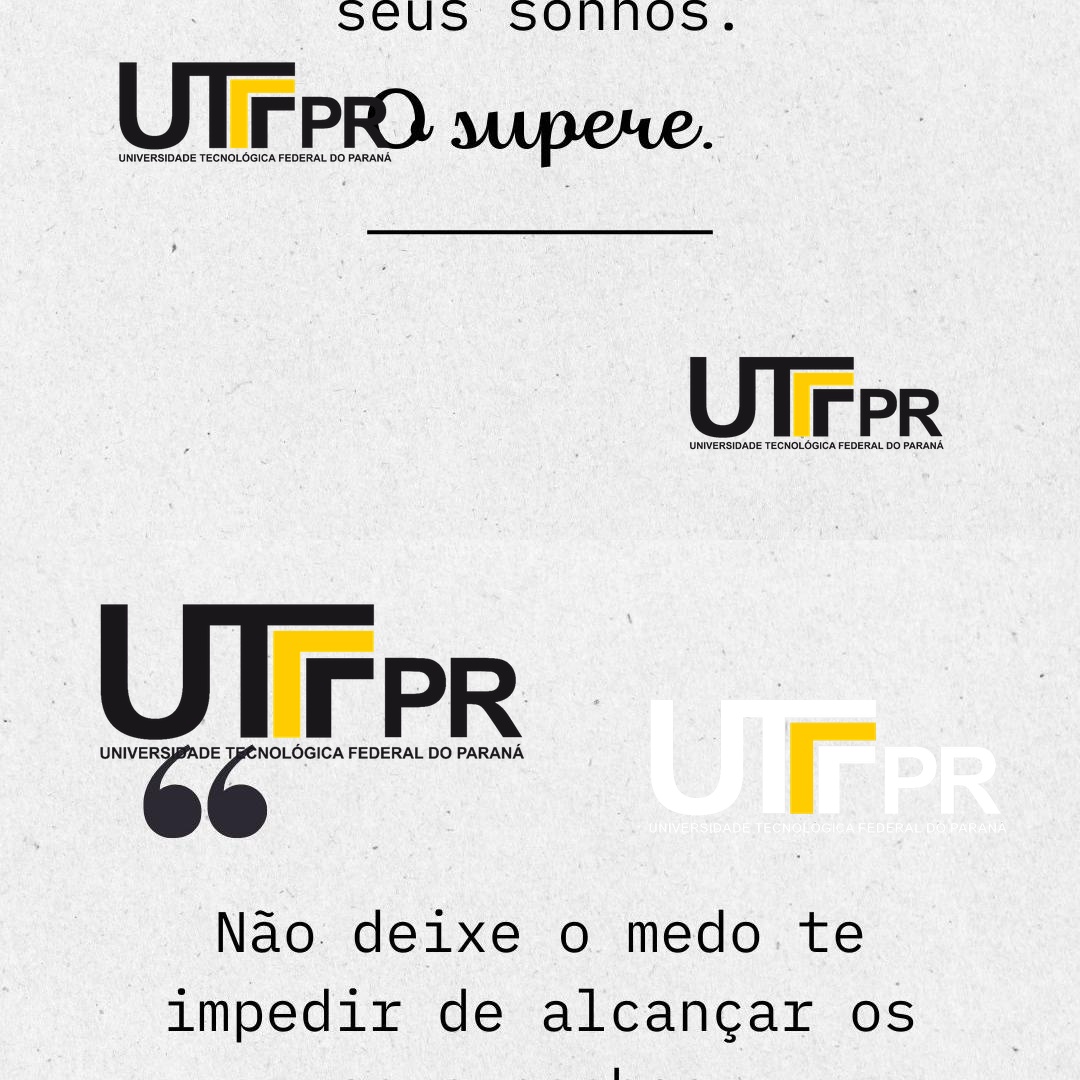 seus sonhos.
UTFPR
UNIVERSIDADE TECNOLÓGICA FEDERAL DO PARANÁ
O supere.
UTFPR
UNIVERSIDADE TECNOLÓGICA FEDERAL DO PARANÁ
UTFPR
UNIVERSIDADE TECNOLÓGICA FEDERAL DO PARANÁ
UTFPR
UNIVERSIDADE TECNOLÓGICA FEDERAL DO PARANÁ
“
Não deixe o medo te
impedir de alcançar os